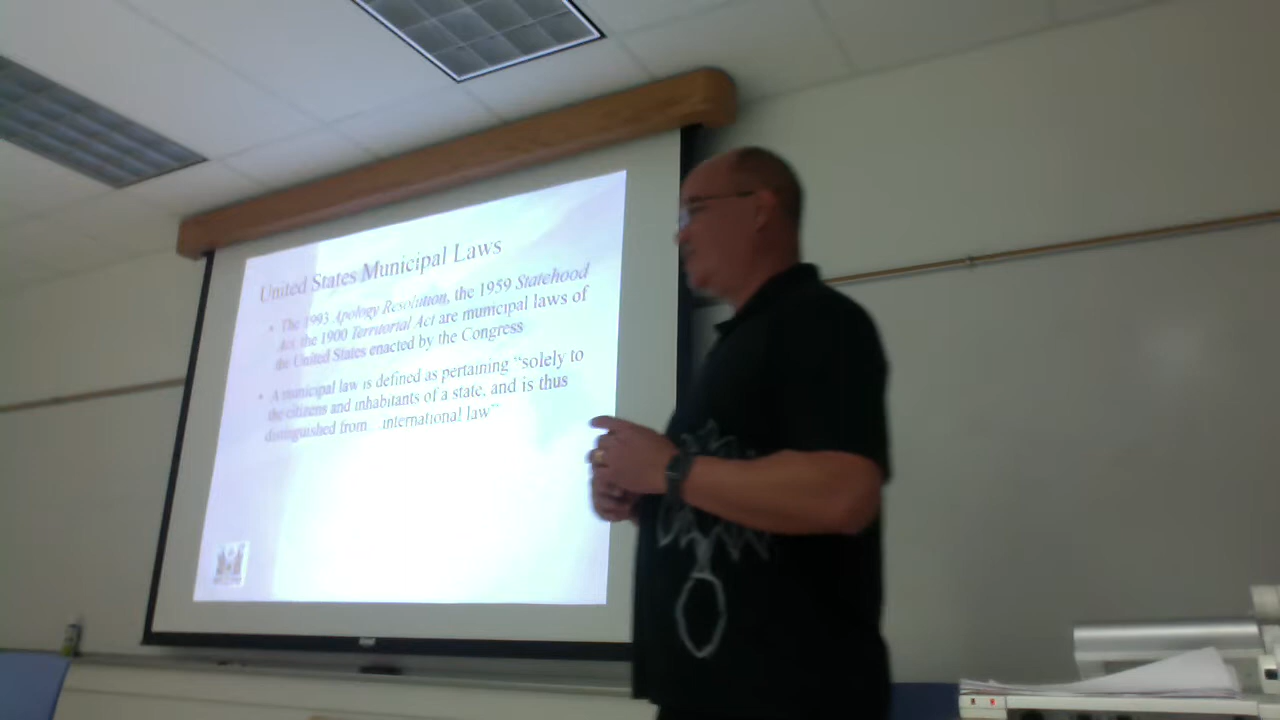 United States Municipal Laws
• The 1993 Apology Resolution, the 1959 Statehood
Act, the 1900 Territorial Act are municipal laws of
the United States enacted by the Congress
• A municipal law is defined as pertaining "solely to
the citizens and inhabitants of a state, and is thus
distinguished from…international law"